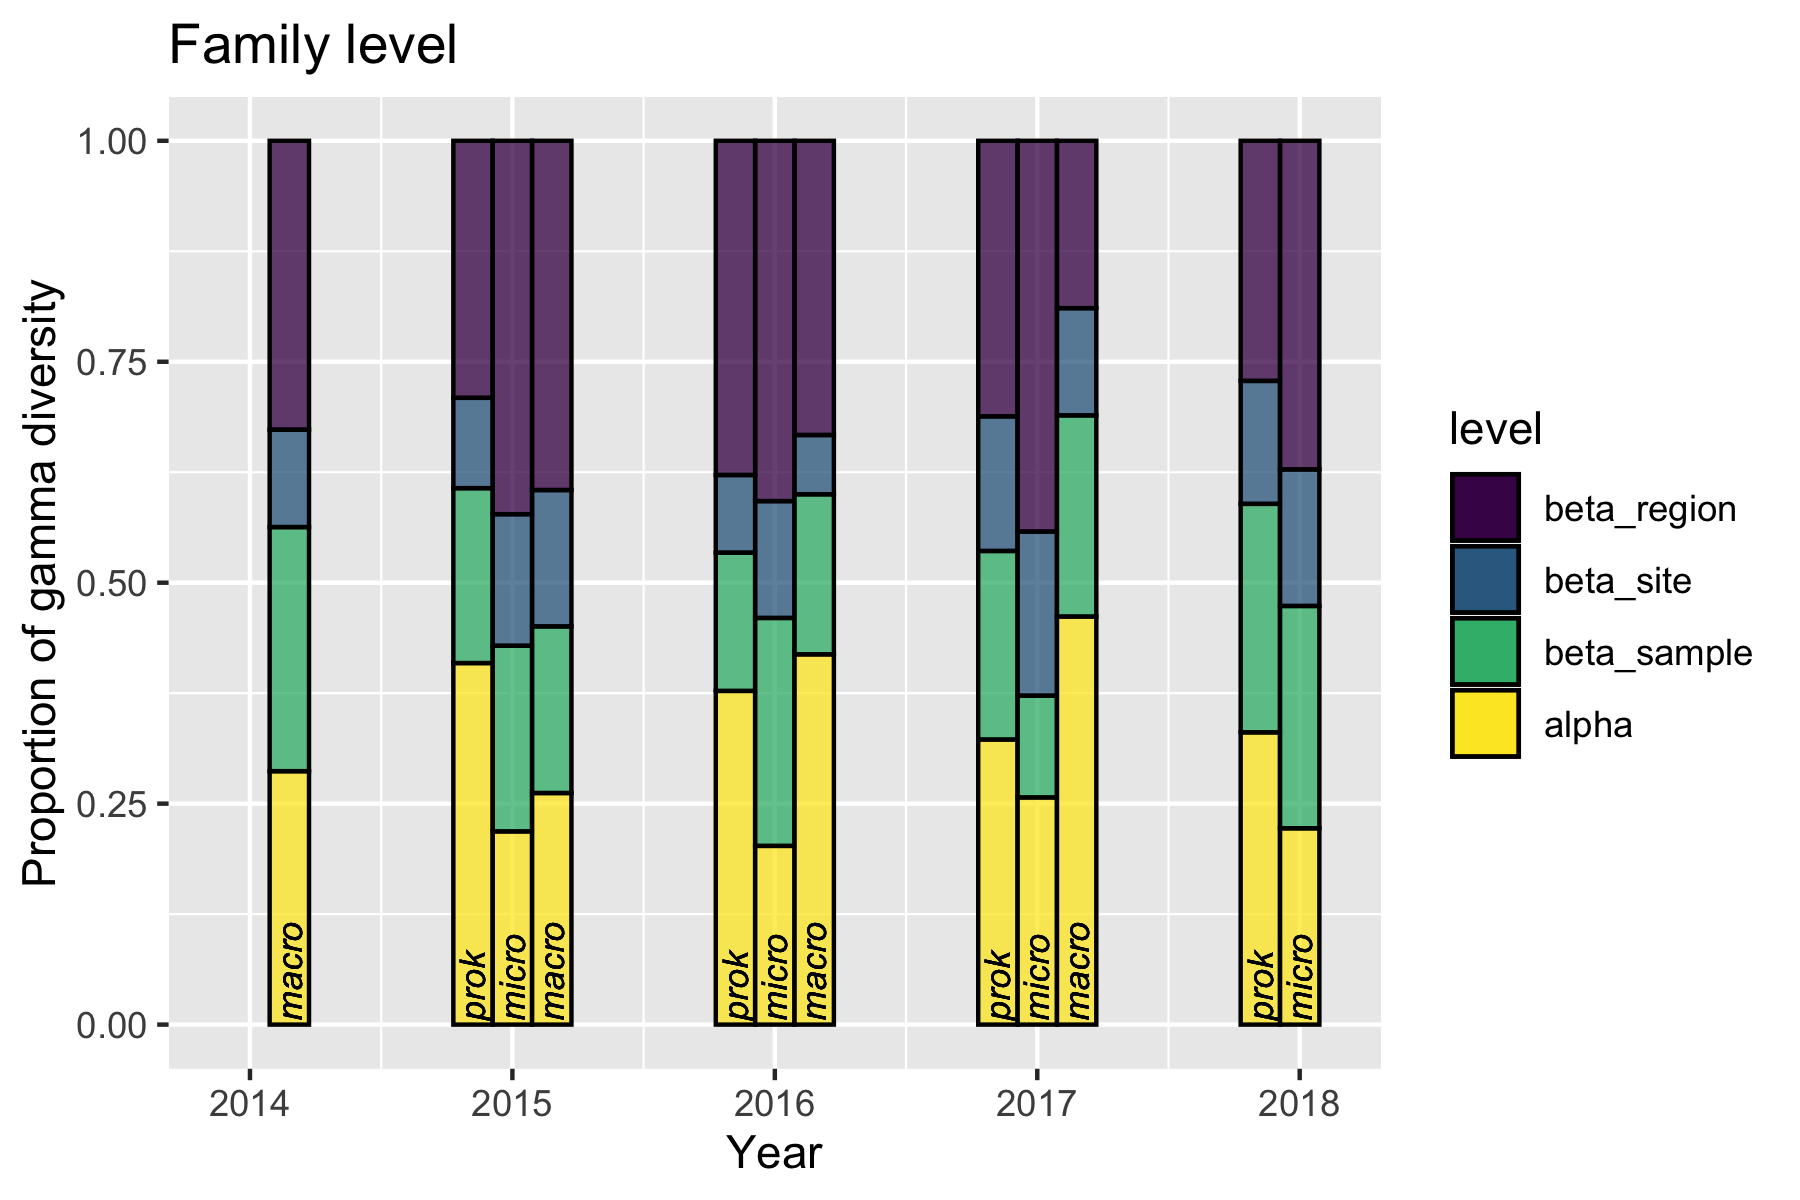 Family level
Proportion of gamma diversity
1.00
0.75
0.50
0.25
0.00
macro
prok
micro
macro
prok
micro
macro
prok
micro
macro
prok
micro
2014
2015
2016
2017
2018
Year
level
beta_region
beta_site
beta_sample
alpha